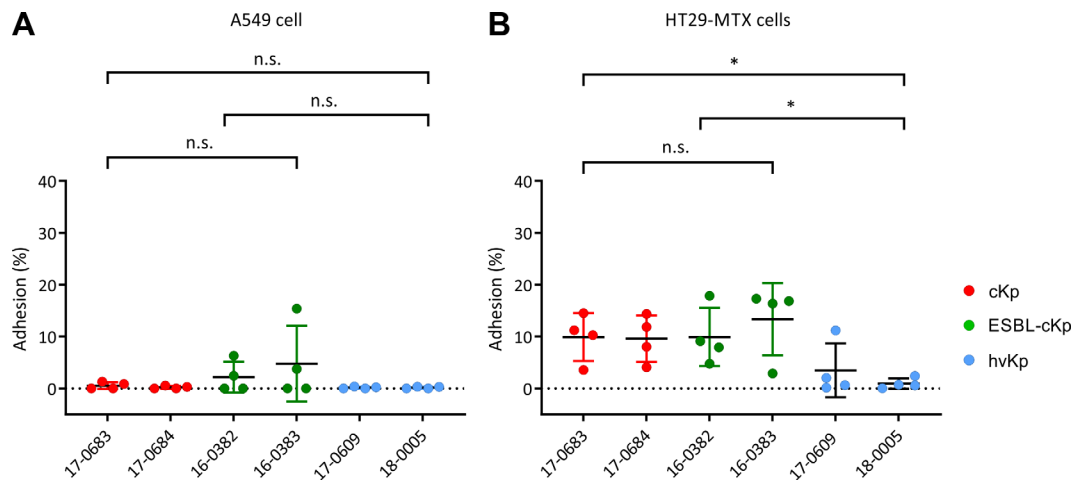 A
A549 cell
n.s.
n.s.
n.s.
Adhesion (%)
40
30
20
10
0
17-0683
17-0684
16-0382
16-0383
17-0609
18-0005
B
HT29-MTX cells
*
*
n.s.
Adhesion (%)
40
30
20
10
0
17-0683
17-0684
16-0382
16-0383
17-0609
18-0005
cKp
ESBL-cKp
hvKp